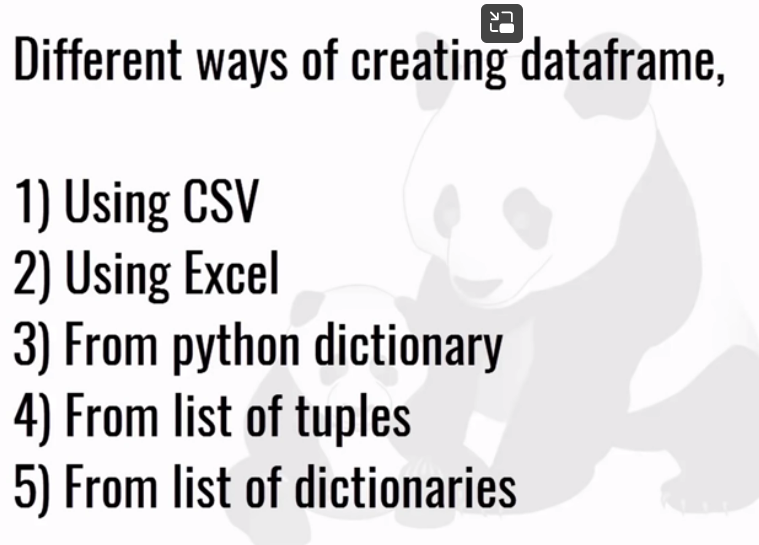 Different ways of creating dataframe,
1) Using CSV
2) Using Excel
3) From python dictionary
4) From list of tuples
5) From list of dictionaries